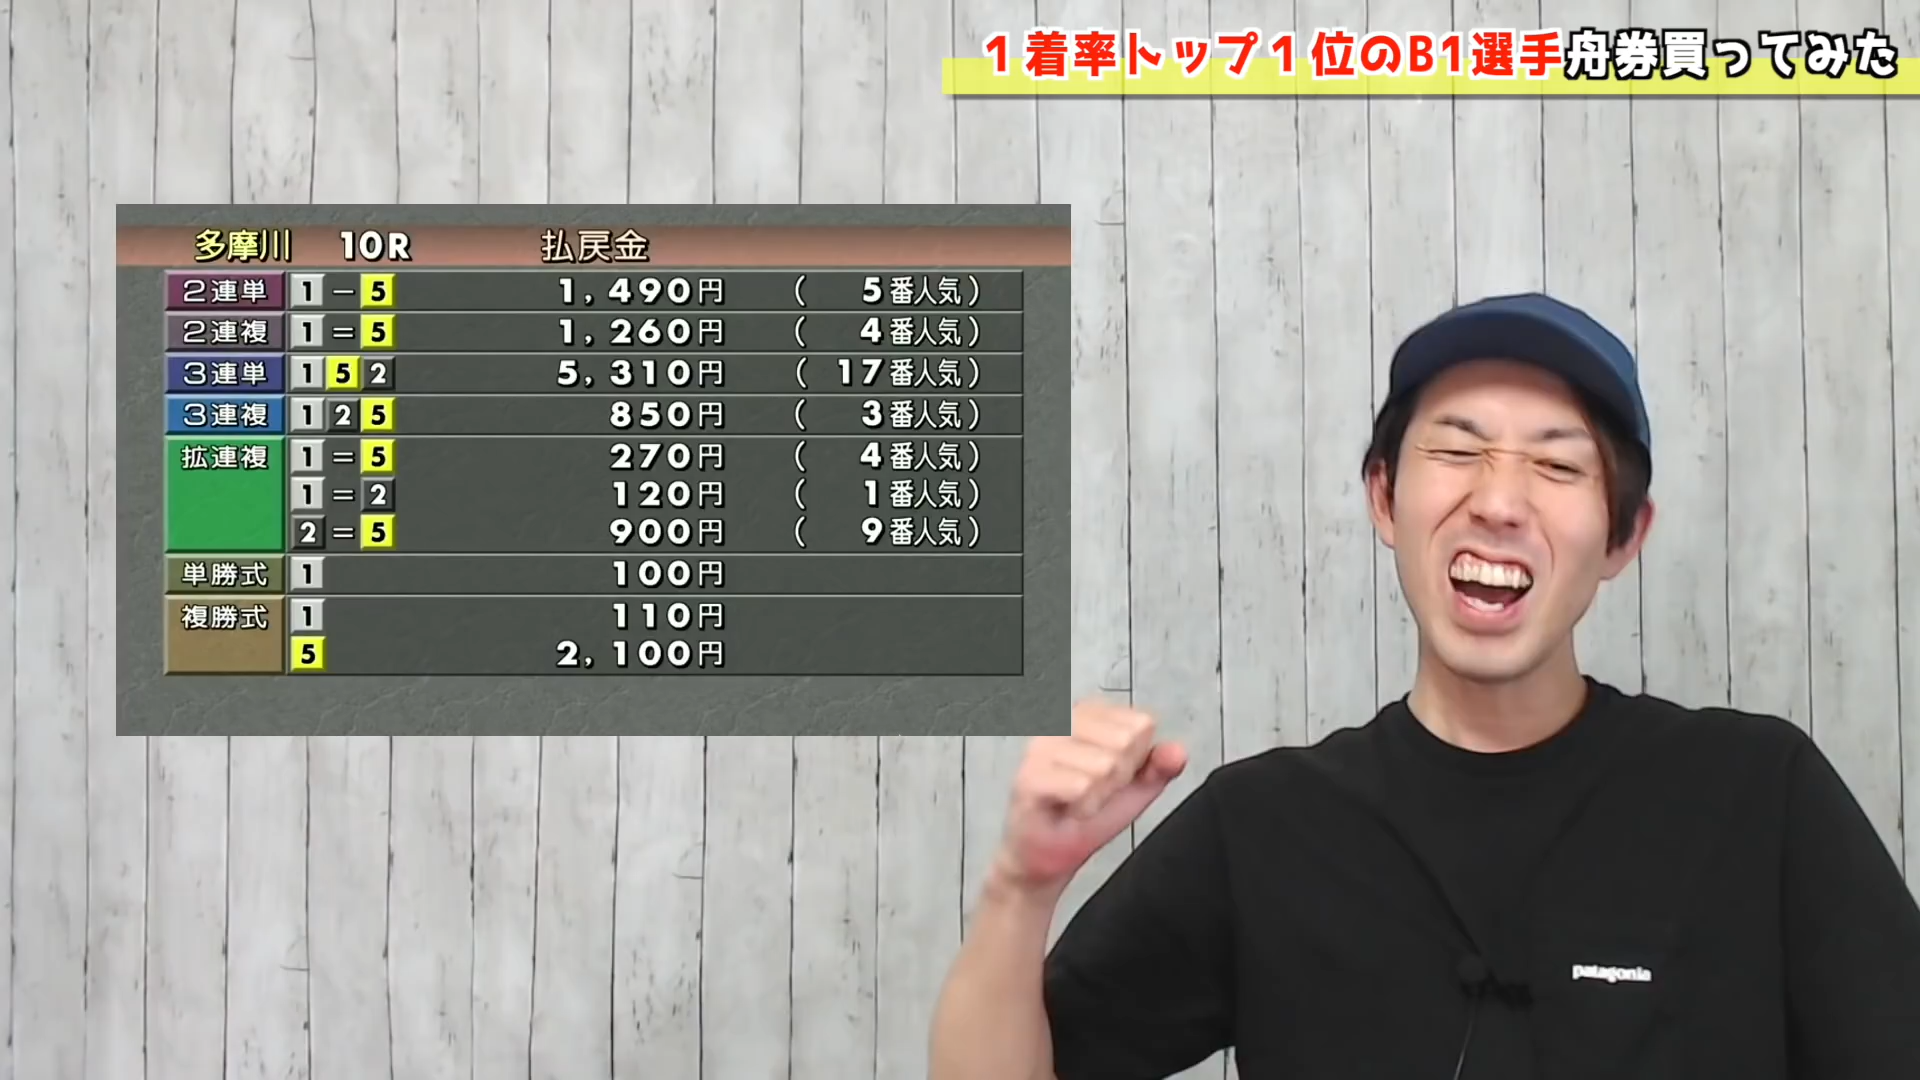 1着率トップ1位のB1選手舟券買ってみた
多摩川 10R 払戻金
2連単 1-5 1,490円 (5番人気)
2連複 1=5 1,260円 (4番人気)
3連単 1 5 2 5,310円 (17番人気)
3連複 1 2 5 850円 (3番人気)
拡連複 1=5 270円 (4番人気)
1=2 120円 (1番人気)
2=5 900円 (9番人気)
単勝式 1 100円
複勝式 1 110円
5 2,100円
patagonia